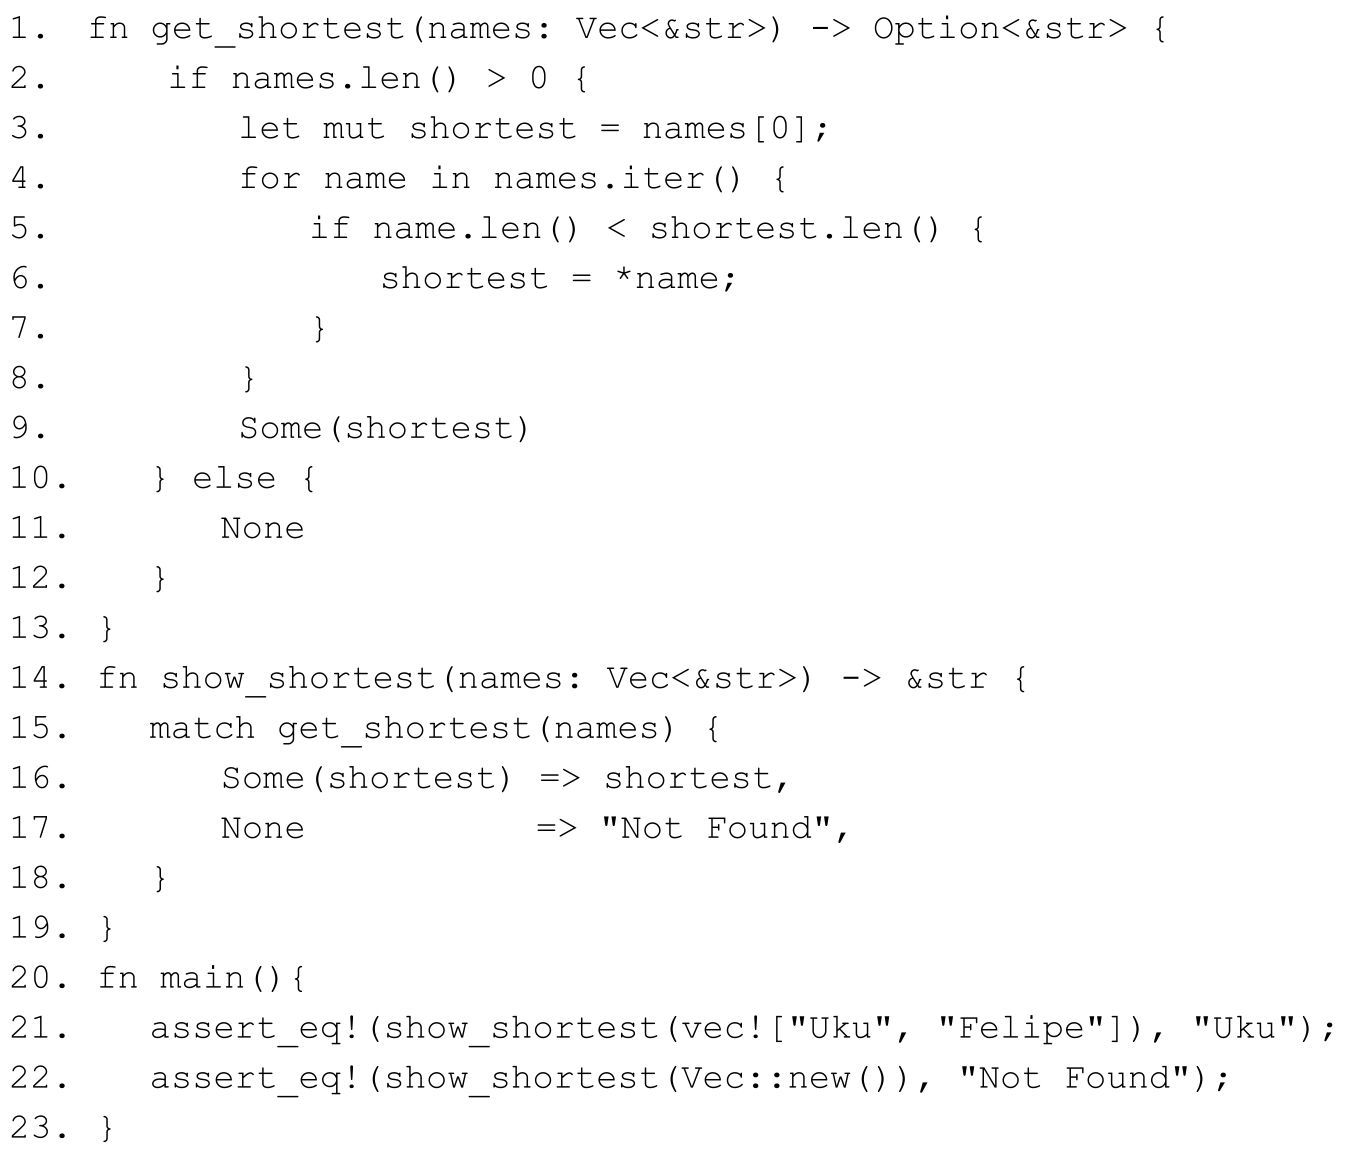 1. fn get_shortest(names: Vec<&str>) -> Option<&str> {
2.     if names.len() > 0 {
3.         let mut shortest = names[0];
4.         for name in names.iter() {
5.             if name.len() < shortest.len() {
6.                 shortest = *name;
7.             }
8.         }
9.         Some(shortest)
10.    } else {
11.        None
12.    }
13. }
14. fn show_shortest(names: Vec<&str>) -> &str {
15.    match get_shortest(names) {
16.        Some(shortest) => shortest,
17.        None           => "Not Found",
18.    }
19. }
20. fn main(){
21.    assert_eq!(show_shortest(vec!["Uku", "Felipe"]), "Uku");
22.    assert_eq!(show_shortest(Vec::new()), "Not Found");
23. }